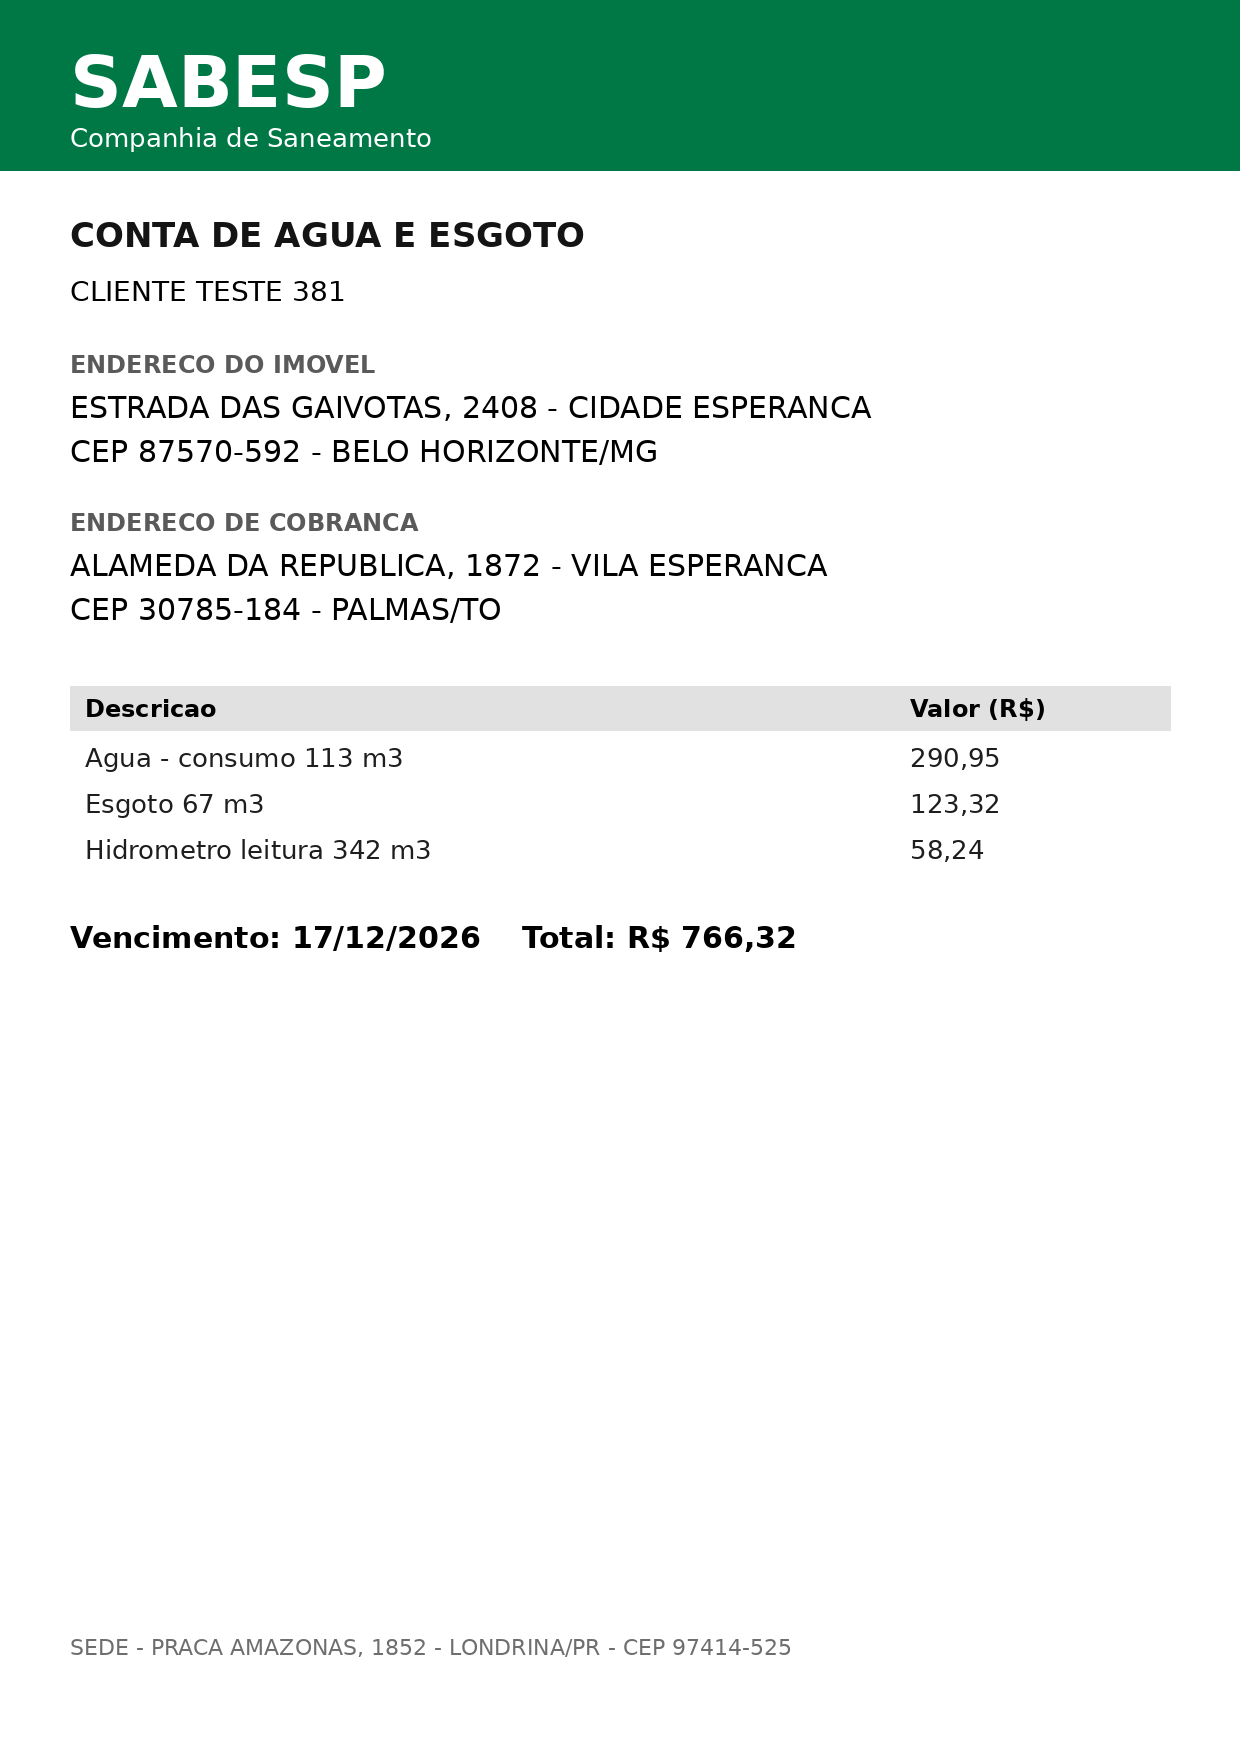 SABESP
Companhia de Saneamento
CONTA DE AGUA E ESGOTO
CLIENTE TESTE 381
ENDERECO DO IMOVEL
ESTRADA DAS GAIVOTAS, 2408 - CIDADE ESPERANCA
CEP 87570-592 - BELO HORIZONTE/MG
ENDERECO DE COBRANCA
ALAMEDA DA REPUBLICA, 1872 - VILA ESPERANCA
CEP 30785-184 - PALMAS/TO
Descricao Valor (R$)
Agua - consumo 113 m3 290,95
Esgoto 67 m3 123,32
Hidrometro leitura 342 m3 58,24
Vencimento: 17/12/2026 Total: R$ 766,32
SEDE - PRACA AMAZONAS, 1852 - LONDRINA/PR - CEP 97414-525